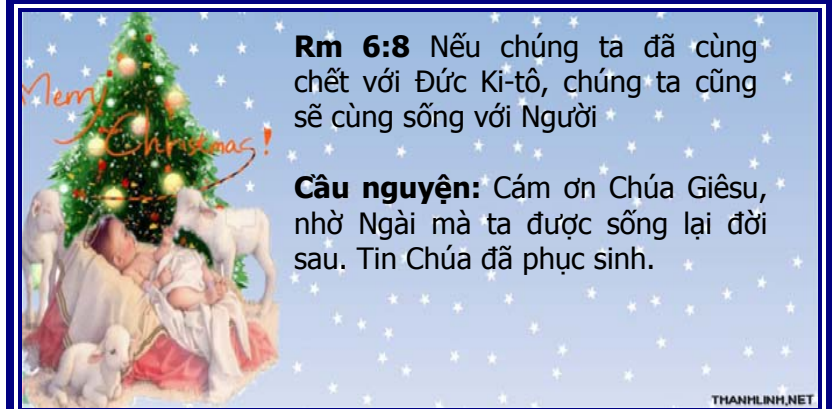 Merry
Christmas!
Rm 6:8 Nếu chúng ta đã cùng
chết với Đức Ki-tô, chúng ta cũng
sẽ cùng sống với Người
Cầu nguyện: Cám ơn Chúa Giêsu,
nhờ Ngài mà ta được sống lại đời
sau. Tin Chúa đã phục sinh.
THANHLINH.NET